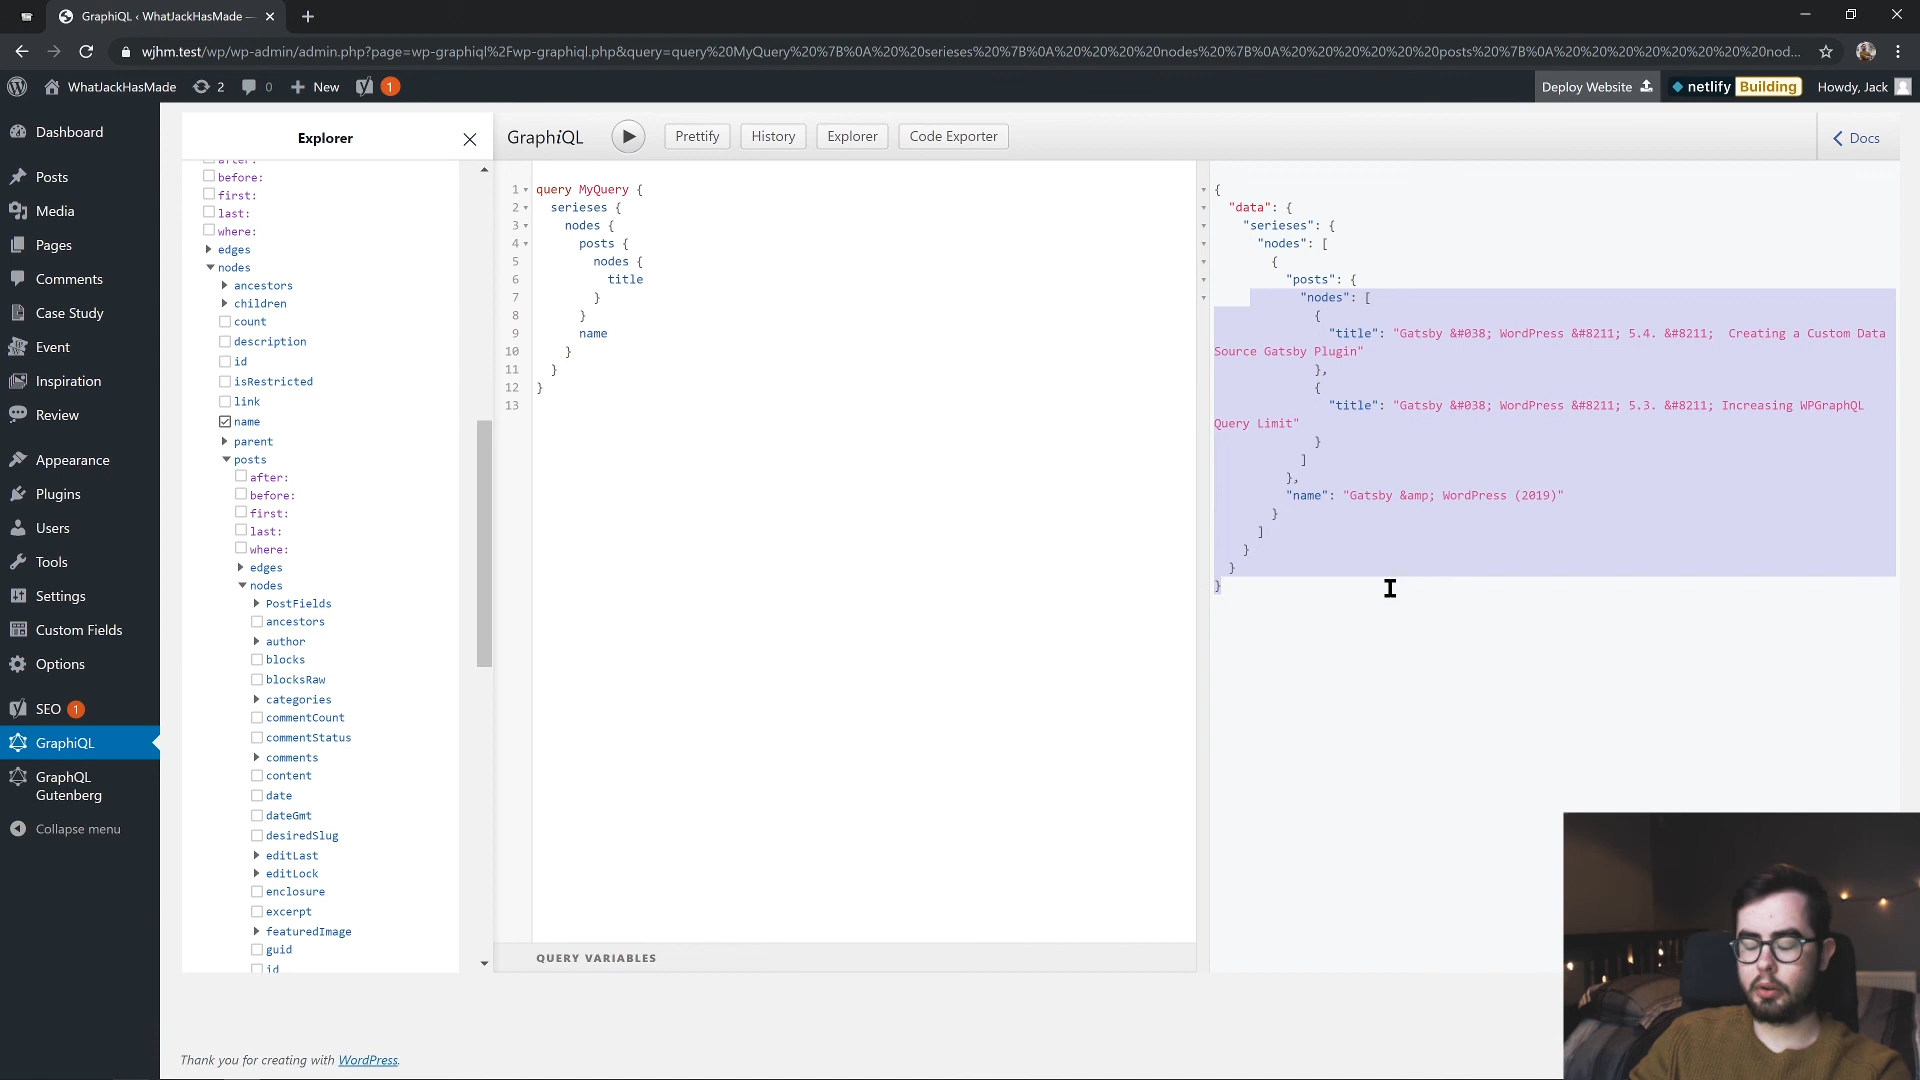 GraphiQL ‹ WhatJackHasMade —
wjhm.test/wp/wp-admin/admin.php?page=wp-graphiql%2Fwp-graphiql.php&query=query%20MyQuery%20%7B%0A%20%20serieses%20%7B%0A%20%20%20%20nodes%20%7B%0A%20%20%20%20%20%20posts%20%7B%0A%20%20%20%20%20%20%20%20nod...
WhatJackHasMade 2 0 New 1 Deploy Website netlify Building Howdy, Jack
Dashboard
Posts
Media
Pages
Comments
Case Study
Event
Inspiration
Review
Appearance
Plugins
Users
Tools
Settings
Custom Fields
Options
SEO 1
GraphiQL
GraphQL
Gutenberg
Collapse menu
Explorer
after:
before:
first:
last:
where:
edges
nodes
ancestors
children
count
description
id
isRestricted
link
name
parent
posts
after:
before:
first:
last:
where:
edges
nodes
PostFields
ancestors
author
blocks
blocksRaw
categories
commentCount
commentStatus
comments
content
date
dateGmt
desiredSlug
editLast
editLock
enclosure
excerpt
featuredImage
guid
id
GraphiQL Prettify History Explorer Code Exporter Docs
1 query MyQuery {
2 serieses {
3 nodes {
4 posts {
5 nodes {
6 title
7 }
8 }
9 name
10 }
11 }
12 }
13
QUERY VARIABLES
{
"data": {
"serieses": {
"nodes": [
{
"posts": {
"nodes": [
{
"title": "Gatsby &#038; WordPress &#8211; 5.4. &#8211;  Creating a Custom Data
Source Gatsby Plugin"
},
{
"title": "Gatsby &#038; WordPress &#8211; 5.3. &#8211; Increasing WPGraphQL
Query Limit"
}
]
},
"name": "Gatsby &amp; WordPress (2019)"
}
]
}
}
}
Thank you for creating with WordPress.